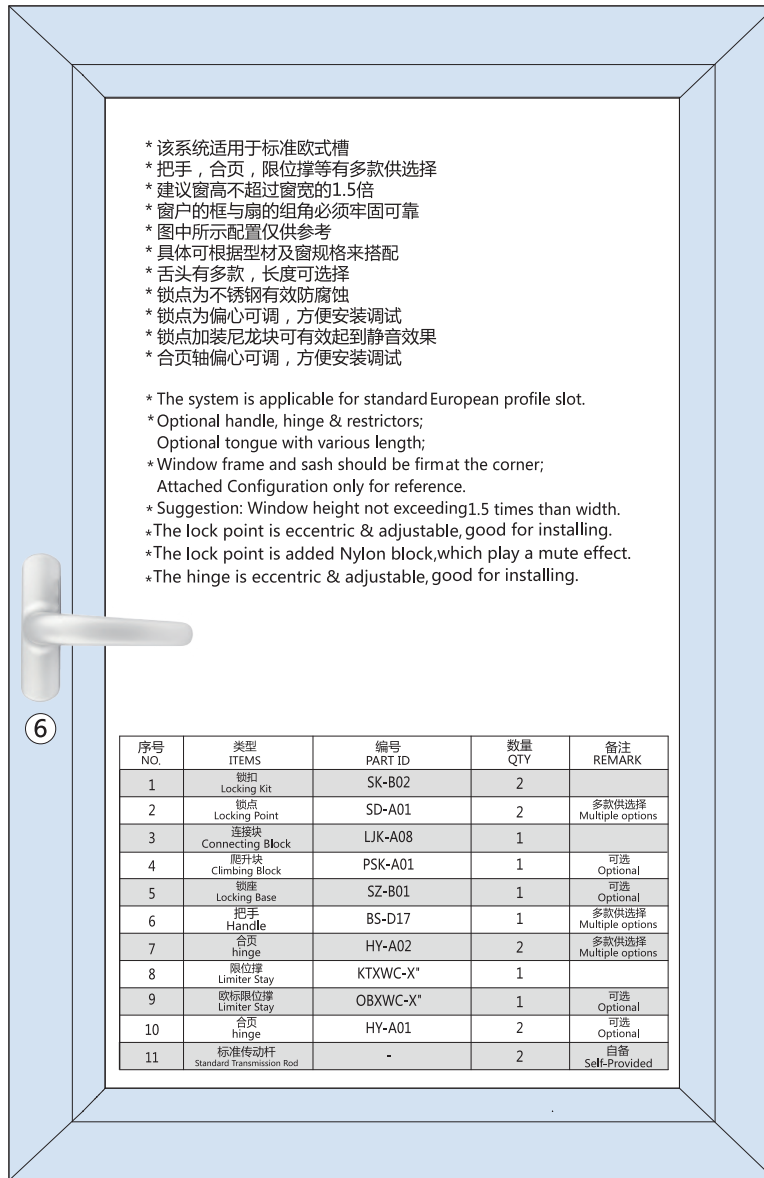 * 该系统适用于标准欧式槽
* 把手，合页，限位撑等有多款供选择
* 建议窗高不超过窗宽的1.5倍
* 窗户的框与扇的组角必须牢固可靠
* 图中所示配置仅供参考
* 具体可根据型材及窗规格来搭配
* 舌头有多款，长度可选择
* 锁点为不锈钢有效防腐蚀
* 锁点为偏心可调，方便安装调试
* 锁点加装尼龙块可有效起到静音效果
* 合页轴偏心可调，方便安装调试
* The system is applicable for standard European profile slot.
* Optional handle, hinge & restrictors;
Optional tongue with various length;
* Window frame and sash should be firm at the corner;
Attached Configuration only for reference.
* Suggestion: Window height not exceeding 1.5 times than width.
* The lock point is eccentric & adjustable, good for installing.
* The lock point is added Nylon block, which play a mute effect.
* The hinge is eccentric & adjustable, good for installing.
⑥
序号 类型 编号 数量 备注
NO. ITEMS PART ID QTY REMARK
1 锁扣 Locking Kit SK-B02 2
2 锁点 Locking Point SD-A01 2 多款供选择 Multiple options
3 连接块 Connecting Block LJK-A08 1
4 爬升块 Climbing Block PSK-A01 1 可选 Optional
5 锁座 Locking Base SZ-B01 1 可选 Optional
6 把手 Handle BS-D17 1 多款供选择 Multiple options
7 合页 hinge HY-A02 2 多款供选择 Multiple options
8 限位撑 Limiter Stay KTXWC-X" 1
9 欧标限位撑 Limiter Stay OBXWC-X" 1 可选 Optional
10 合页 hinge HY-A01 2 可选 Optional
11 标准传动杆 Standard Transmission Rod - 2 自备 Self-Provided